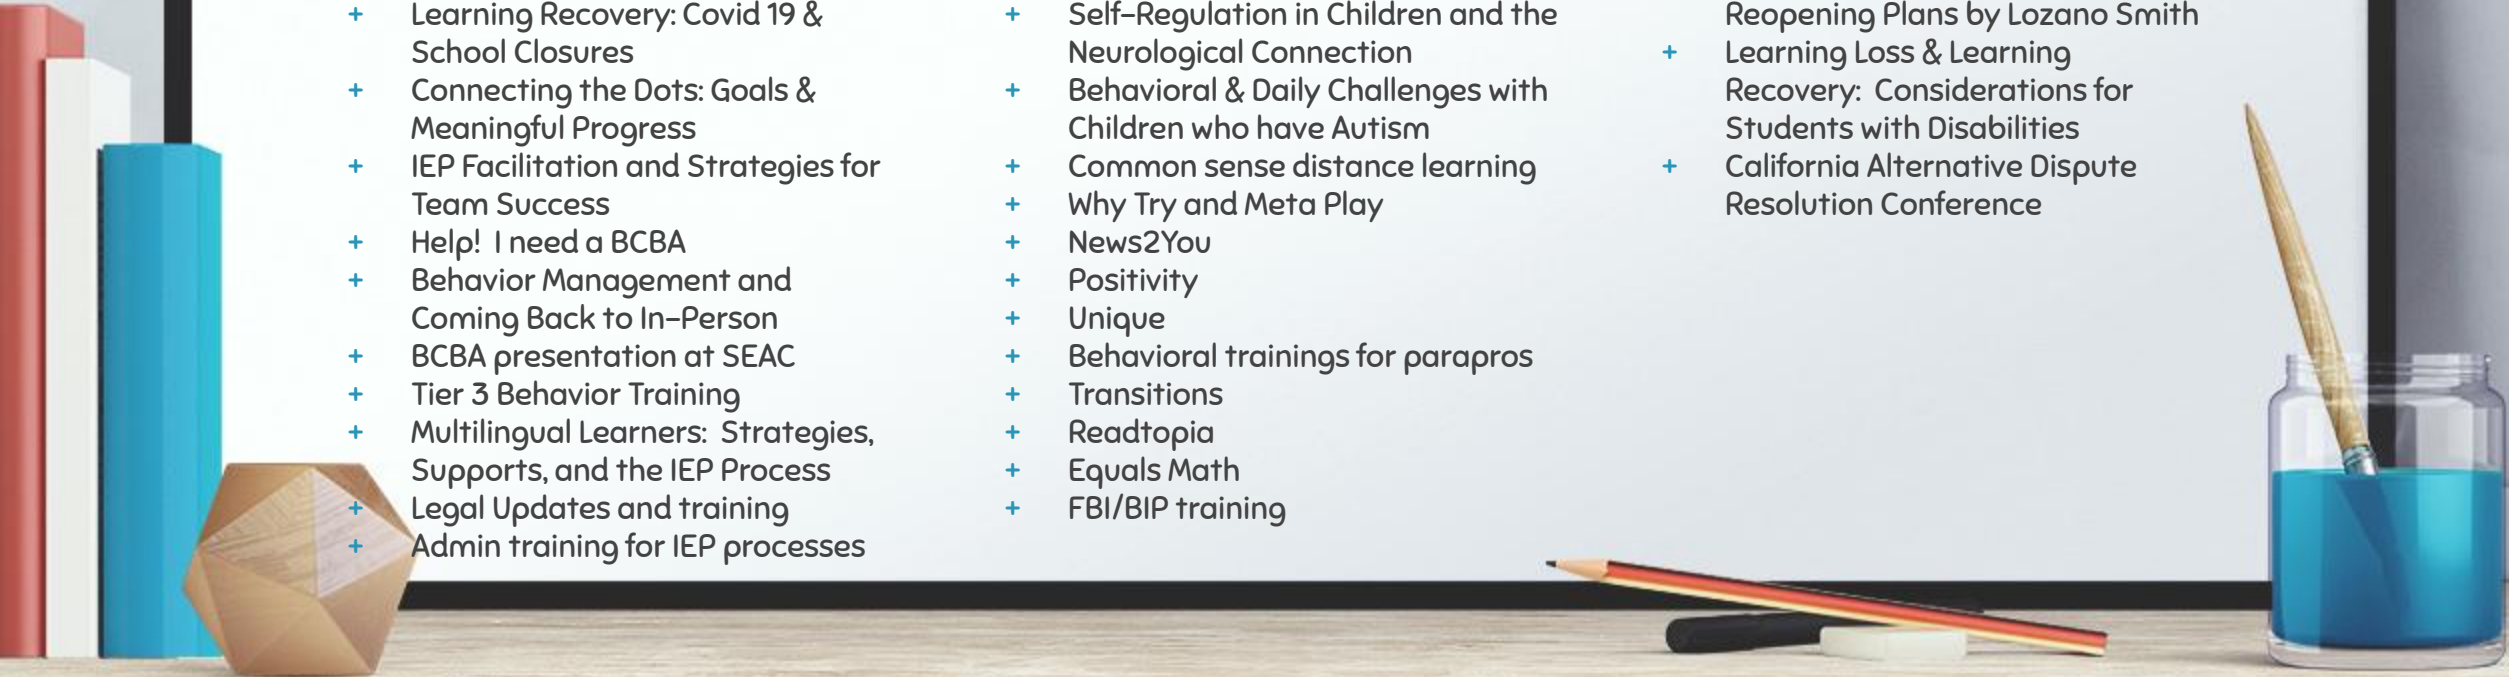 + Learning Recovery: Covid 19 &
School Closures
+ Connecting the Dots: Goals &
Meaningful Progress
+ IEP Facilitation and Strategies for
Team Success
+ Help! I need a BCBA
+ Behavior Management and
Coming Back to In-Person
+ BCBA presentation at SEAC
+ Tier 3 Behavior Training
+ Multilingual Learners: Strategies,
Supports, and the IEP Process
+ Legal Updates and training
+ Admin training for IEP processes
+ Self-Regulation in Children and the
Neurological Connection
+ Behavioral & Daily Challenges with
Children who have Autism
+ Common sense distance learning
+ Why Try and Meta Play
+ News2You
+ Positivity
+ Unique
+ Behavioral trainings for parapros
+ Transitions
+ Readtopia
+ Equals Math
+ FBI/BIP training
Reopening Plans by Lozano Smith
+ Learning Loss & Learning
Recovery: Considerations for
Students with Disabilities
+ California Alternative Dispute
Resolution Conference